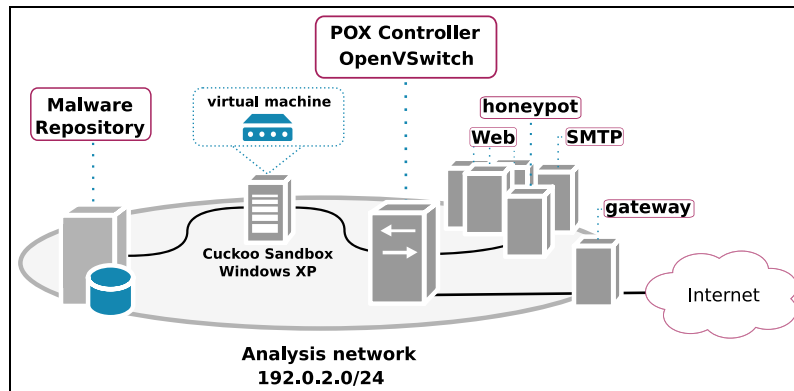 POX Controller
OpenVSwitch
Malware
Repository
virtual machine
honeypot
Web
SMTP
gateway
Cuckoo Sandbox
Windows XP
Internet
Analysis network
192.0.2.0/24